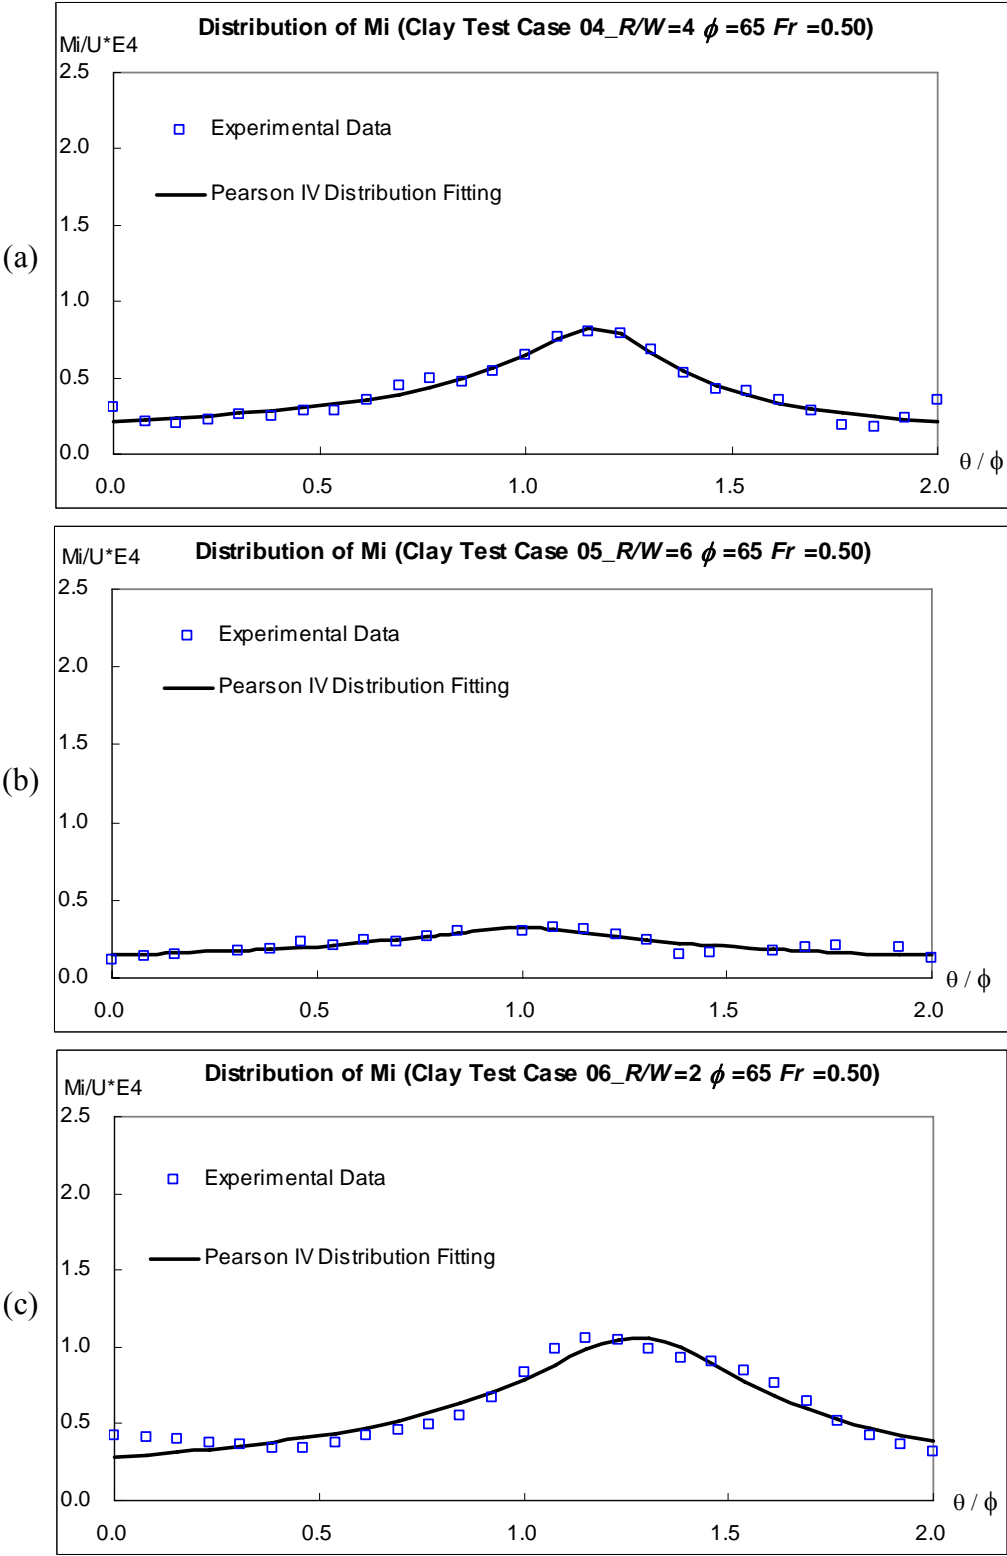 Distribution of Mi (Clay Test Case 04_R/W=4 ϕ =65 Fr =0.50)
Mi/U*E4
2.5
Experimental Data
2.0
Pearson IV Distribution Fitting
1.5
(a)
1.0
0.5
0.0
θ / ϕ
0.0 0.5 1.0 1.5 2.0
Distribution of Mi (Clay Test Case 05_R/W=6 ϕ =65 Fr =0.50)
Mi/U*E4
2.5
Experimental Data
2.0
Pearson IV Distribution Fitting
1.5
(b)
1.0
0.5
0.0
θ / ϕ
0.0 0.5 1.0 1.5 2.0
Distribution of Mi (Clay Test Case 06_R/W=2 ϕ =65 Fr =0.50)
Mi/U*E4
2.5
Experimental Data
2.0
Pearson IV Distribution Fitting
1.5
(c)
1.0
0.5
0.0
θ / ϕ
0.0 0.5 1.0 1.5 2.0